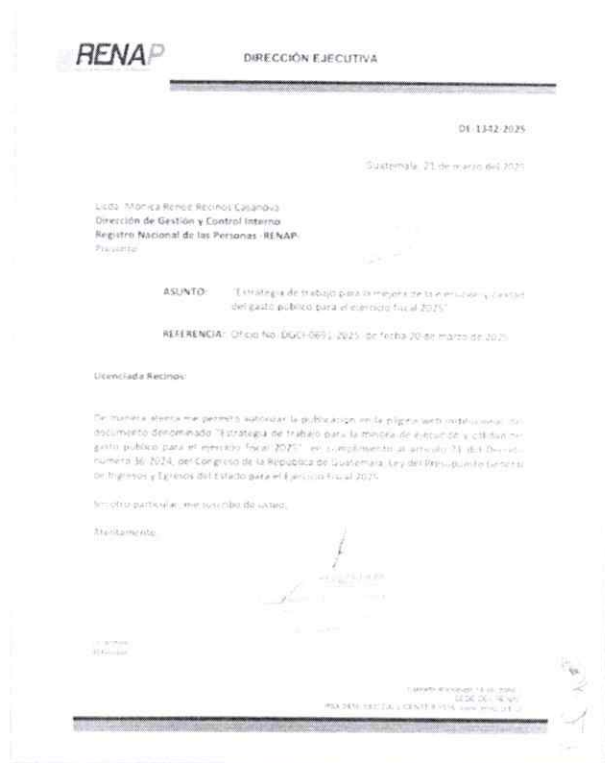 RENAP
DIRECCIÓN EJECUTIVA
DE-1342-2025
Guatemala, 21 de marzo del 2025
Licda. Mónica Renee Recinos Casanova
Dirección de Gestión y Control Interno
Registro Nacional de las Personas -RENAP-
Presente
ASUNTO: "Estrategia de trabajo para la mejora de la ejecución y calidad
del gasto público para el ejercicio fiscal 2025"
REFERENCIA: Oficio No. DGCI-0691-2025, de fecha 20 de marzo de 2025
Licenciada Recinos:
De manera atenta me permito autorizar la publicación en la página web institucional, del
documento denominado "Estrategia de trabajo para la mejora de ejecución y calidad del
gasto público para el ejercicio fiscal 2025", en cumplimiento al artículo 71 del Decreto
número 36-2024, del Congreso de la República de Guatemala, Ley del Presupuesto General
de Ingresos y Egresos del Estado para el Ejercicio Fiscal 2025.
Sin otro particular, me suscribo de usted,
Atentamente,